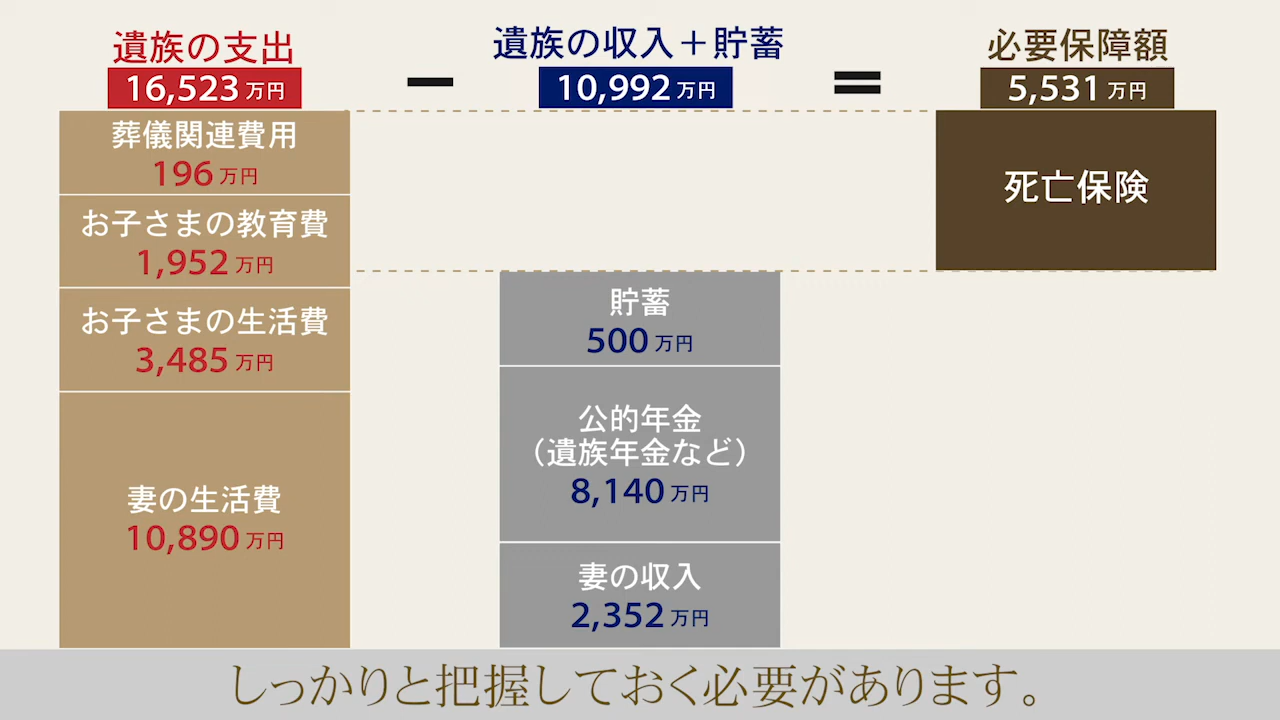 遺族の支出
16,523万円
葬儀関連費用
196万円
お子さまの教育費
1,952万円
お子さまの生活費
3,485万円
妻の生活費
10,890万円
−
遺族の収入＋貯蓄
10,992万円
貯蓄
500万円
公的年金
（遺族年金など）
8,140万円
妻の収入
2,352万円
=
必要保障額
5,531万円
死亡保険
しっかりと把握しておく必要があります。